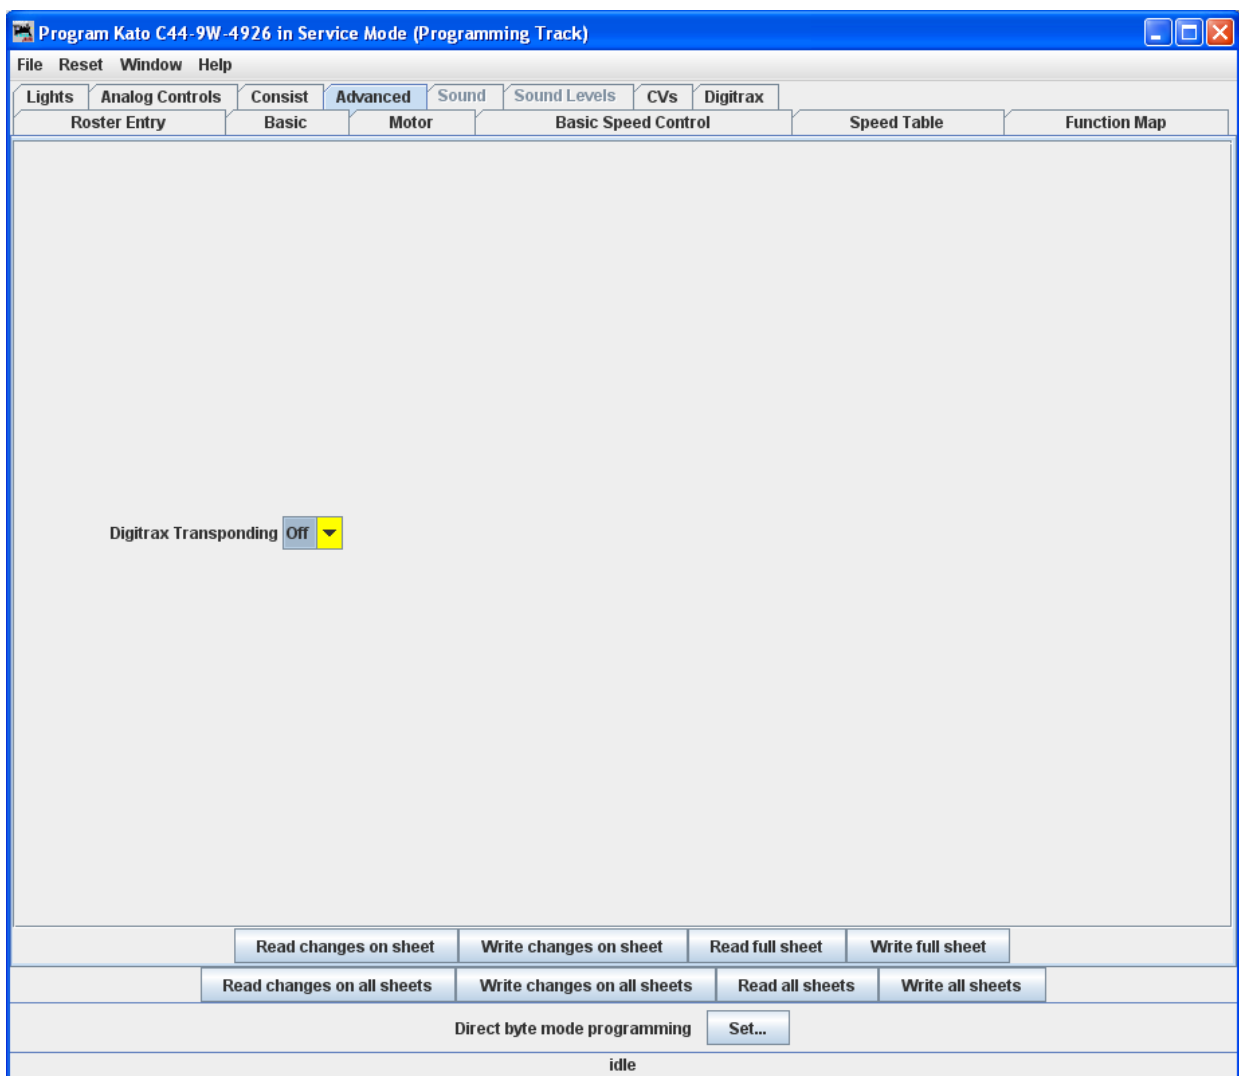 Program Kato C44-9W-4926 in Service Mode (Programming Track)
File Reset Window Help
Lights Analog Controls Consist Advanced Sound Sound Levels CVs Digitrax
Roster Entry Basic Motor Basic Speed Control Speed Table Function Map
Digitrax Transponding Off
Read changes on sheet Write changes on sheet Read full sheet Write full sheet
Read changes on all sheets Write changes on all sheets Read all sheets Write all sheets
Direct byte mode programming Set...
idle